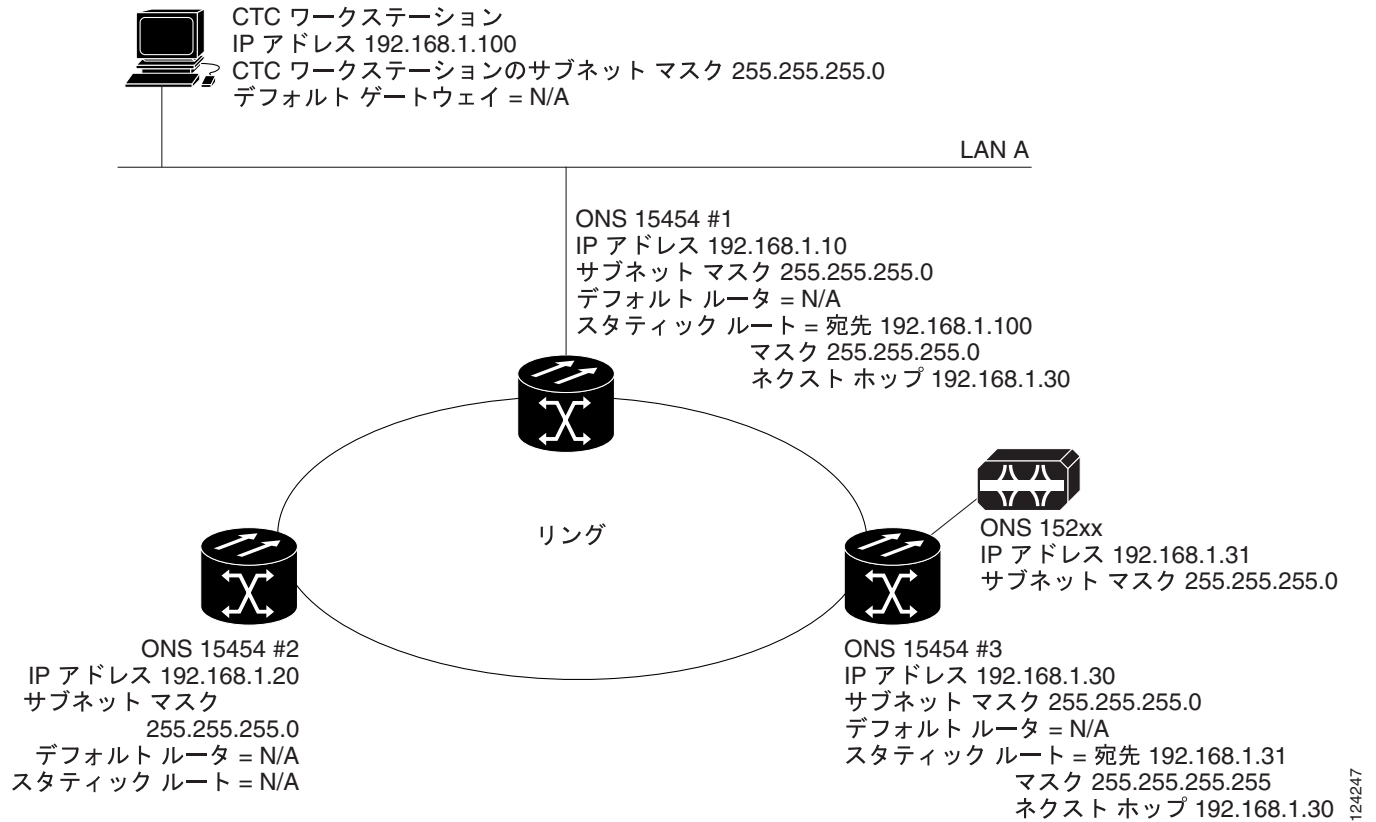 CTC ワークステーション
IP アドレス 192.168.1.100
CTC ワークステーションのサブネット マスク 255.255.255.0
デフォルト ゲートウェイ = N/A
LAN A
ONS 15454 #1
IP アドレス 192.168.1.10
サブネット マスク 255.255.255.0
デフォルト ルータ = N/A
スタティック ルート = 宛先 192.168.1.100
マスク 255.255.255.0
ネクスト ホップ 192.168.1.30
リング
ONS 152xx
IP アドレス 192.168.1.31
サブネット マスク 255.255.255.0
ONS 15454 #2
IP アドレス 192.168.1.20
サブネット マスク
255.255.255.0
デフォルト ルータ = N/A
スタティック ルート = N/A
ONS 15454 #3
IP アドレス 192.168.1.30
サブネット マスク 255.255.255.0
デフォルト ルータ = N/A
スタティック ルート = 宛先 192.168.1.31
マスク 255.255.255.255
ネクスト ホップ 192.168.1.30
124247